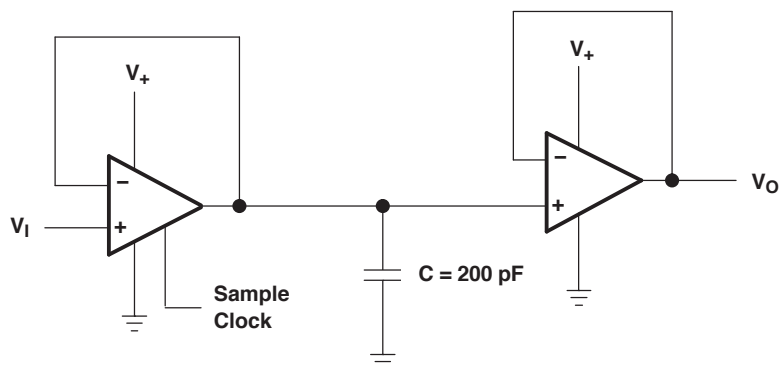 V+
V+
−
+
VI
−
+
VO
C = 200 pF
Sample
Clock